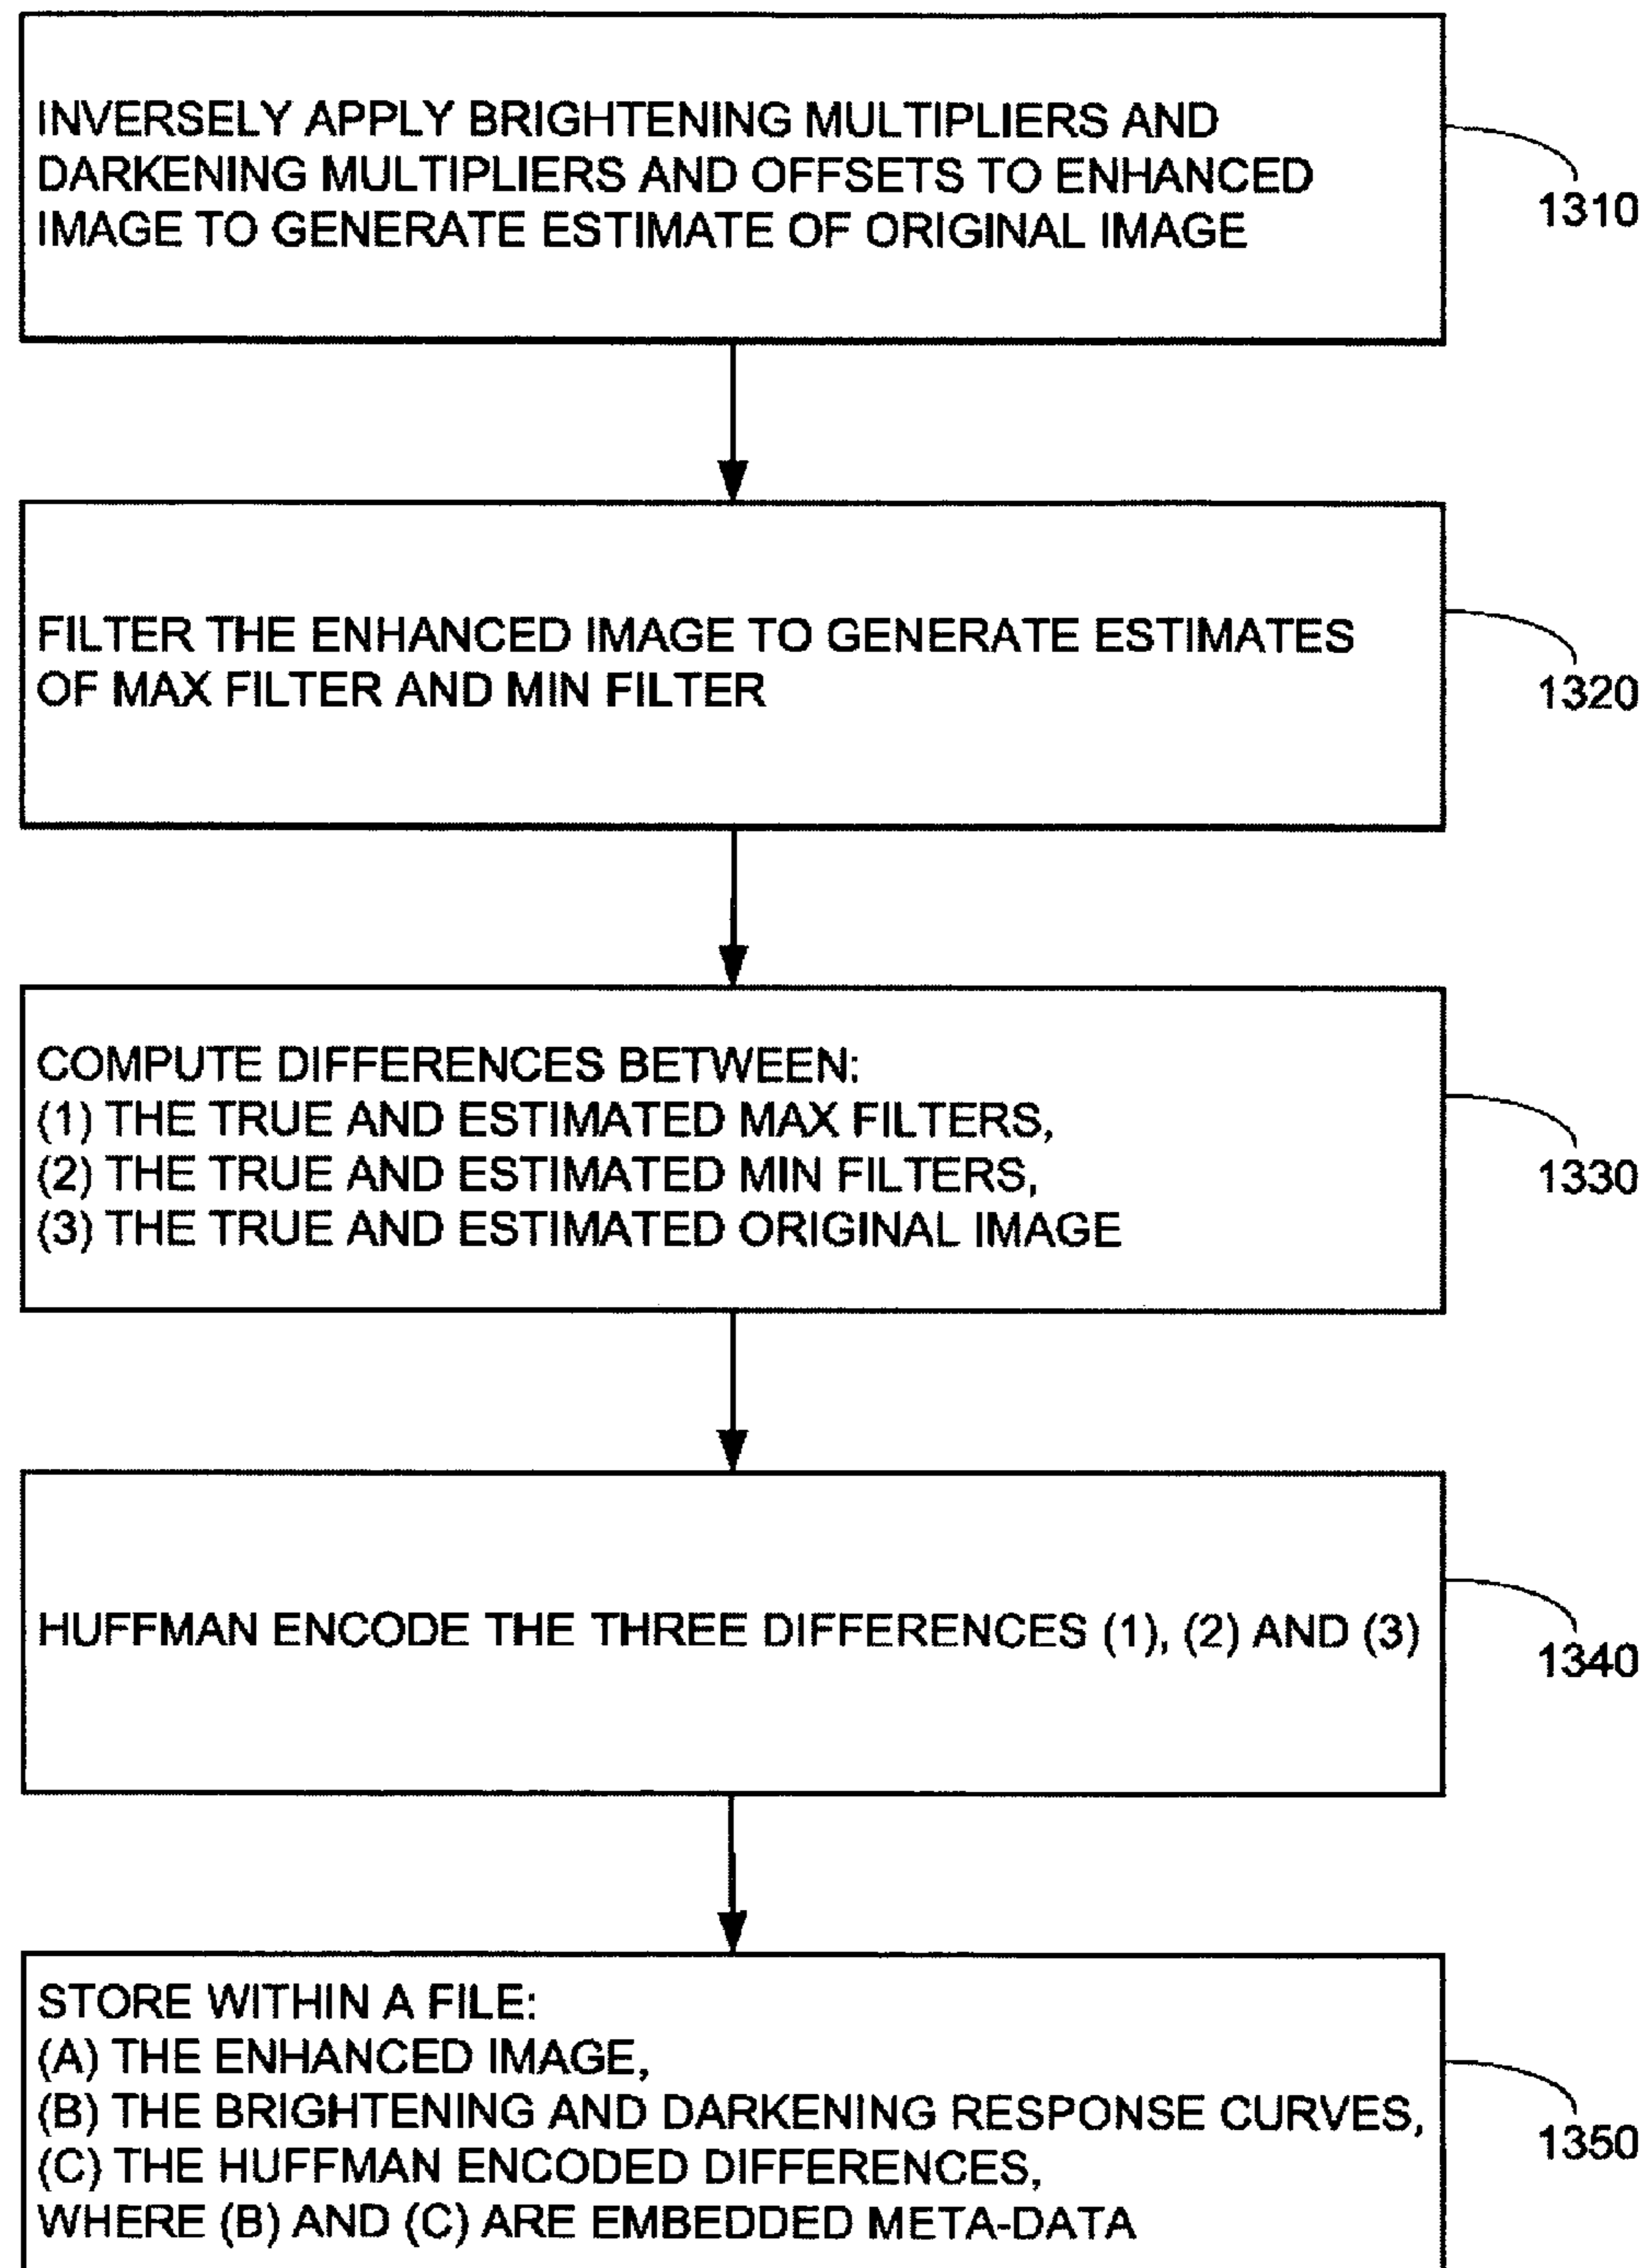 INVERSELY APPLY BRIGHTENING MULTIPLIERS AND
DARKENING MULTIPLIERS AND OFFSETS TO ENHANCED
IMAGE TO GENERATE ESTIMATE OF ORIGINAL IMAGE
1310
FILTER THE ENHANCED IMAGE TO GENERATE ESTIMATES
OF MAX FILTER AND MIN FILTER
1320
COMPUTE DIFFERENCES BETWEEN:
(1) THE TRUE AND ESTIMATED MAX FILTERS,
(2) THE TRUE AND ESTIMATED MIN FILTERS,
(3) THE TRUE AND ESTIMATED ORIGINAL IMAGE
1330
HUFFMAN ENCODE THE THREE DIFFERENCES (1), (2) AND (3)
1340
STORE WITHIN A FILE:
(A) THE ENHANCED IMAGE,
(B) THE BRIGHTENING AND DARKENING RESPONSE CURVES,
(C) THE HUFFMAN ENCODED DIFFERENCES,
WHERE (B) AND (C) ARE EMBEDDED META-DATA
1350